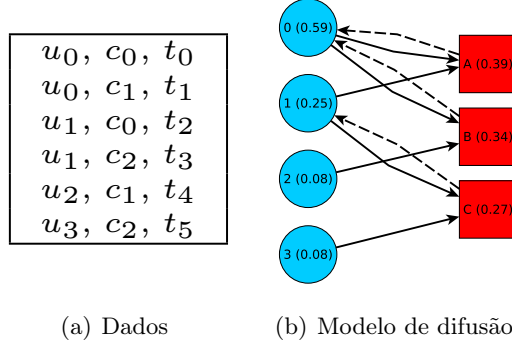 u0, c0, t0
u0, c1, t1
u1, c0, t2
u1, c2, t3
u2, c1, t4
u3, c2, t5
(a) Dados
0 (0.59)
1 (0.25)
2 (0.08)
3 (0.08)
A (0.39)
B (0.34)
C (0.27)
(b) Modelo de difusão